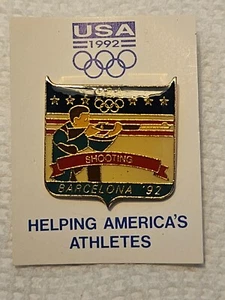 USA
1992
SHOOTING
BARCELONA '92
HELPING AMERICA'S
ATHLETES